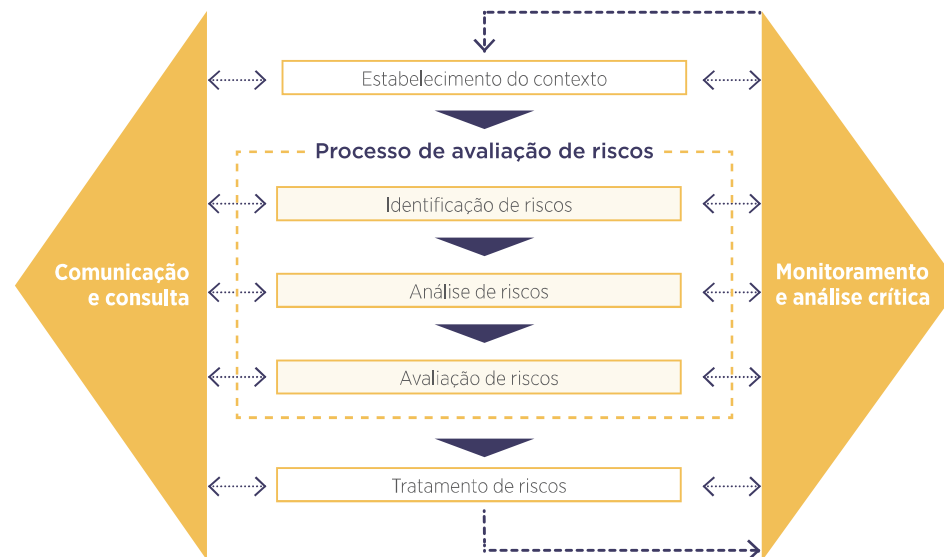 Estabelecimento do contexto
Processo de avaliação de riscos
Identificação de riscos
Comunicação
e consulta
Análise de riscos
Monitoramento
e análise crítica
Avaliação de riscos
Tratamento de riscos